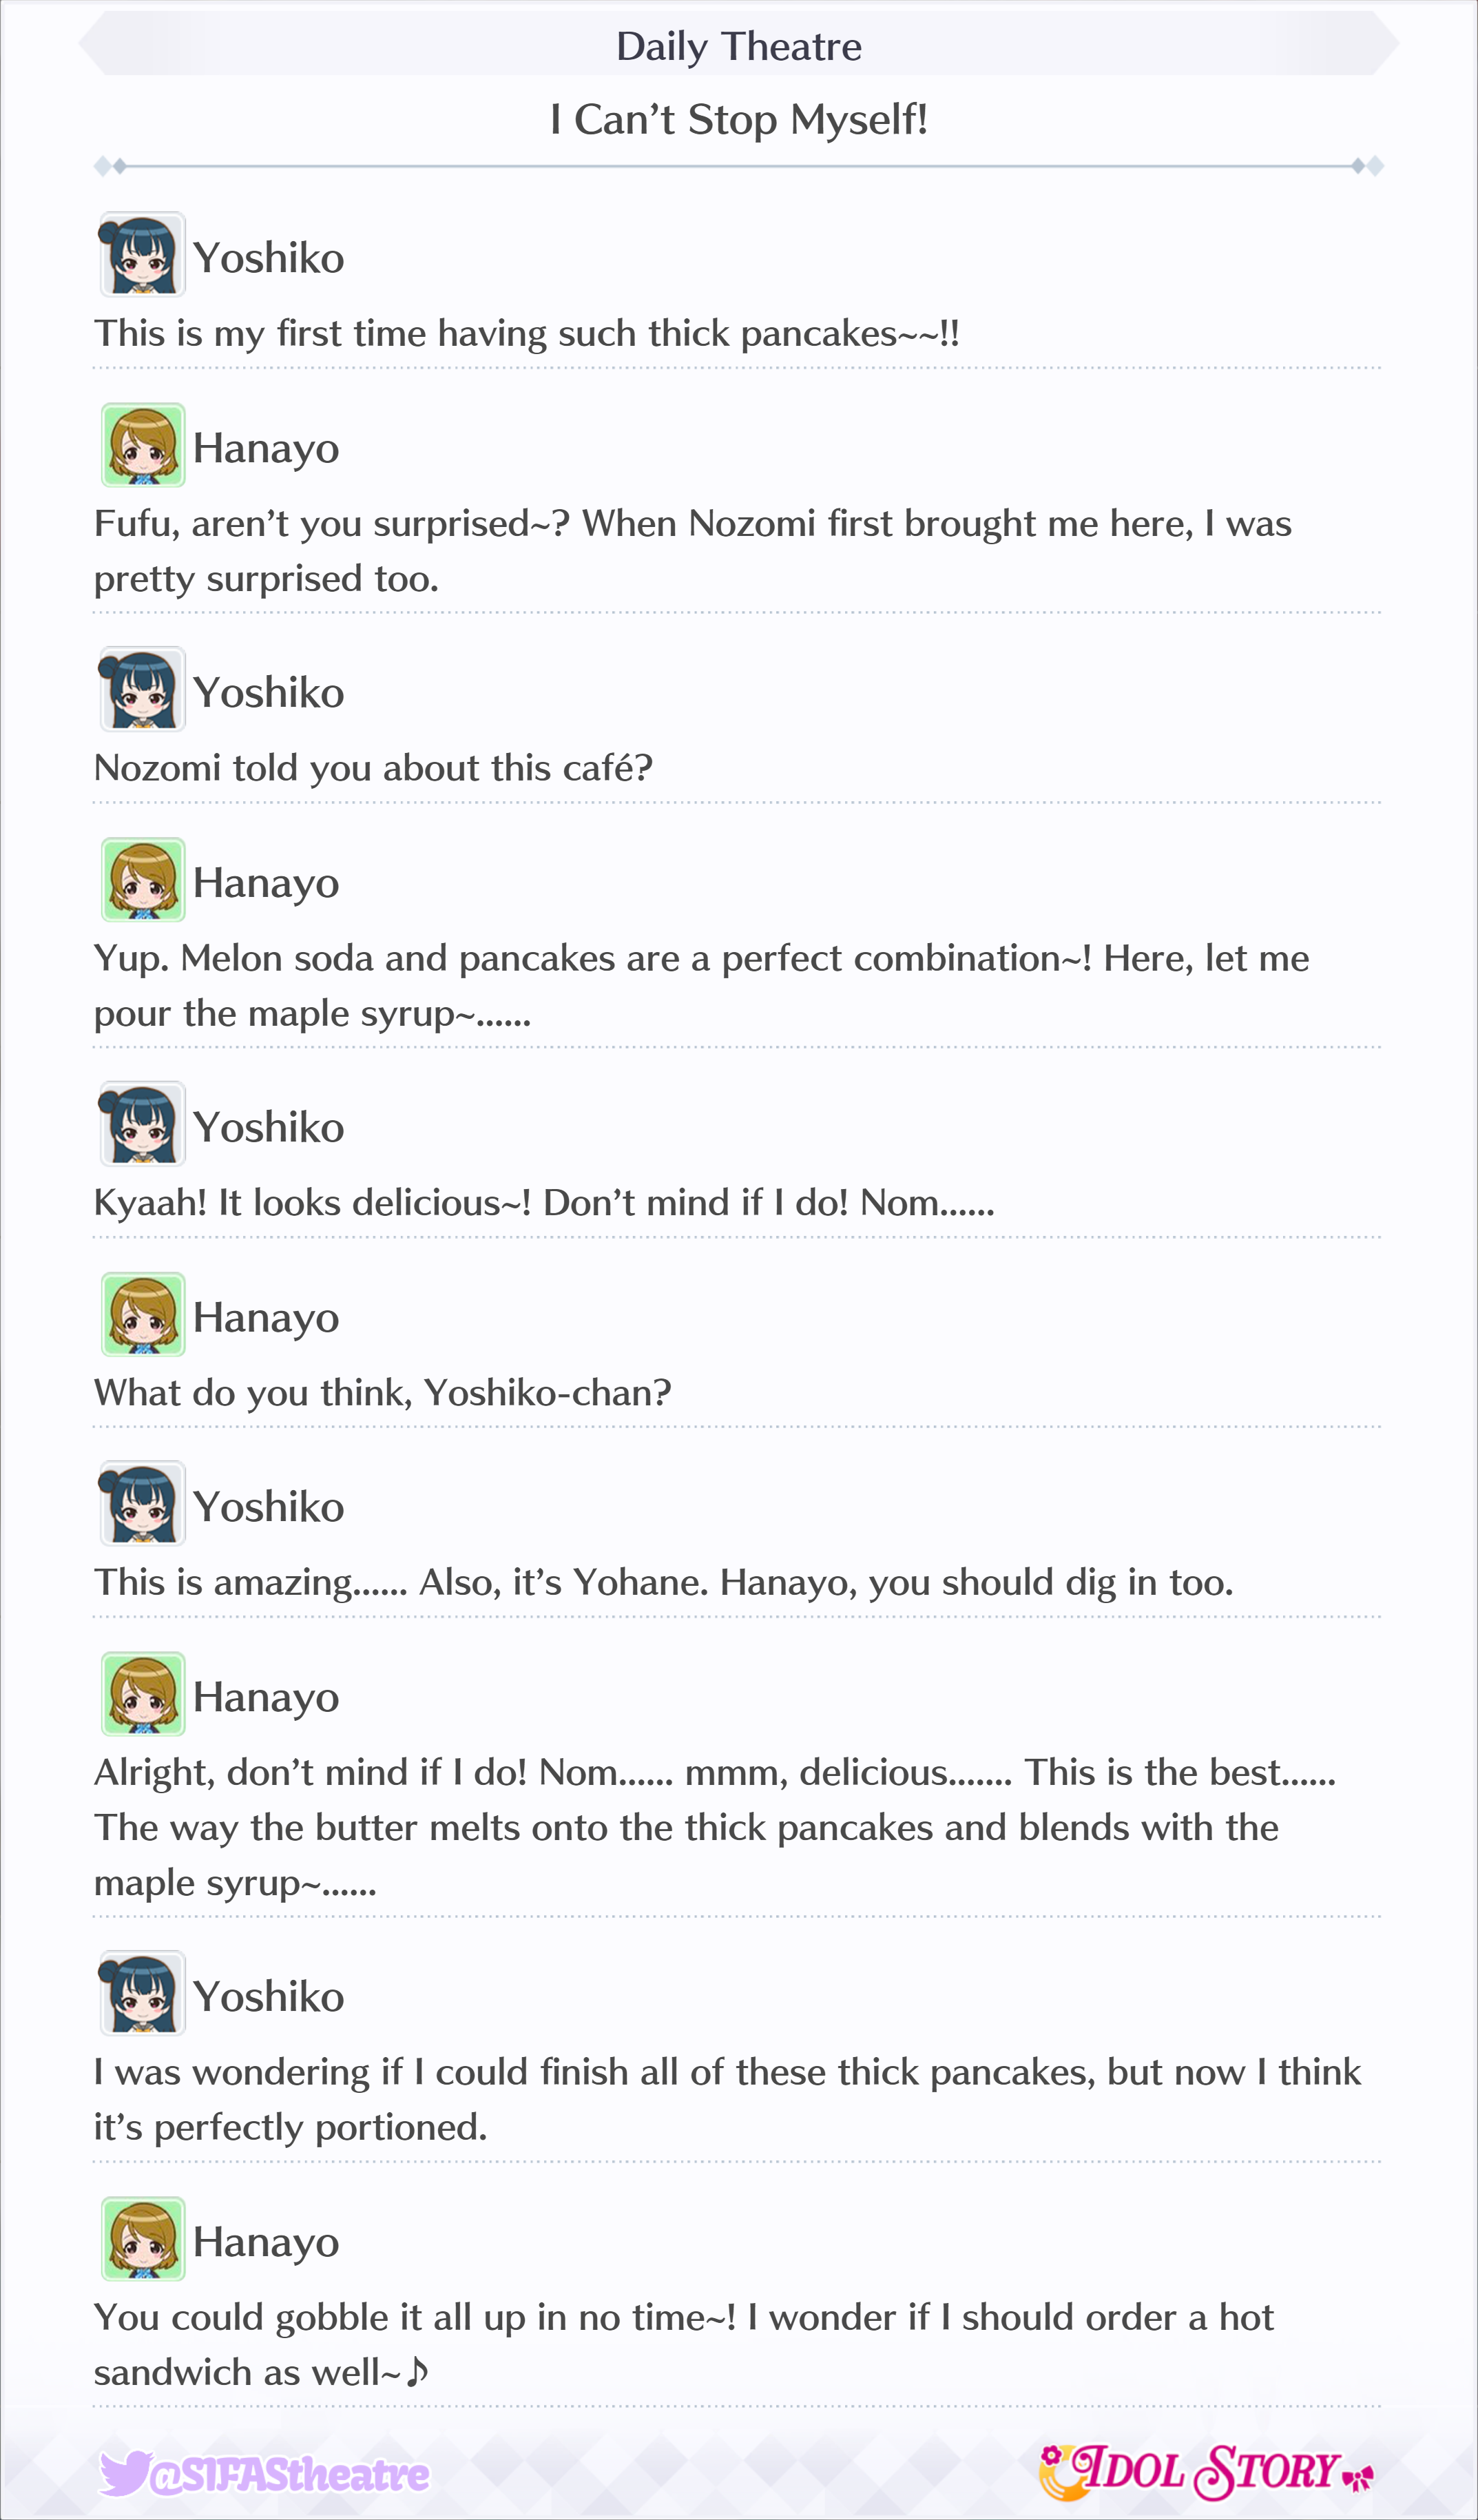 Daily Theatre
I Can’t Stop Myself!
Yoshiko
This is my first time having such thick pancakes~~!!
Hanayo
Fufu, aren’t you surprised~? When Nozomi first brought me here, I was
pretty surprised too.
Yoshiko
Nozomi told you about this café?
Hanayo
Yup. Melon soda and pancakes are a perfect combination~! Here, let me
pour the maple syrup~......
Yoshiko
Kyaah! It looks delicious~! Don’t mind if I do! Nom......
Hanayo
What do you think, Yoshiko-chan?
Yoshiko
This is amazing...... Also, it’s Yohane. Hanayo, you should dig in too.
Hanayo
Alright, don’t mind if I do! Nom...... mmm, delicious....... This is the best......
The way the butter melts onto the thick pancakes and blends with the
maple syrup~......
Yoshiko
I was wondering if I could finish all of these thick pancakes, but now I think
it’s perfectly portioned.
Hanayo
You could gobble it all up in no time~! I wonder if I should order a hot
sandwich as well~♪
@SIFAStheatre
IDOL STORY